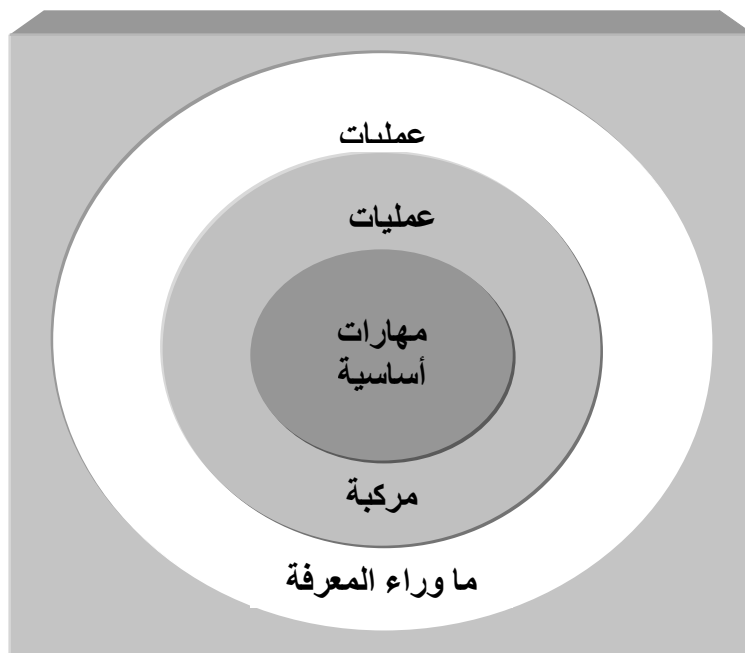 عمليات
عمليات
مهارات
أساسية
مركبة
ما وراء المعرفة